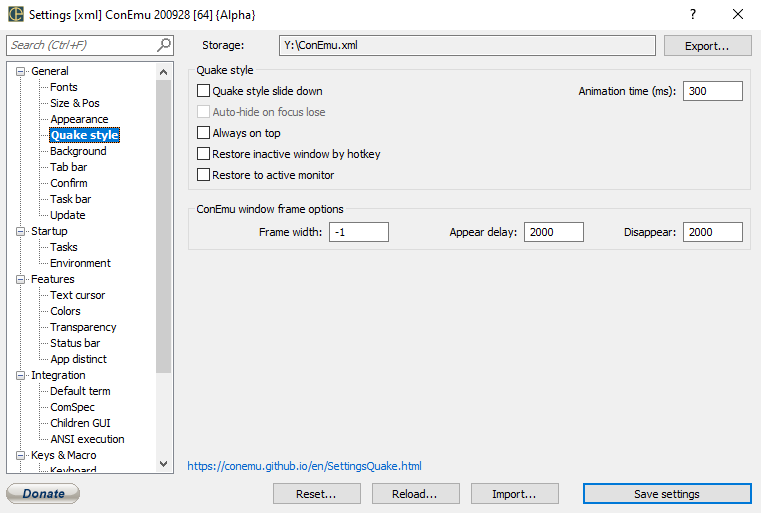 Settings [xml] ConEmu 200928 [64] {Alpha}
?
Search (Ctrl+F)
Storage:
Y:\ConEmu.xml
Export...
General
Fonts
Size & Pos
Appearance
Quake style
Background
Tab bar
Confirm
Task bar
Update
Startup
Tasks
Environment
Features
Text cursor
Colors
Transparency
Status bar
App distinct
Integration
Default term
ComSpec
Children GUI
ANSI execution
Keys & Macro
Keyboard
Quake style
Quake style slide down
Animation time (ms):
300
Auto-hide on focus lose
Always on top
Restore inactive window by hotkey
Restore to active monitor
ConEmu window frame options
Frame width:
-1
Appear delay:
2000
Disappear:
2000
https://conemu.github.io/en/SettingsQuake.html
Donate
Reset...
Reload...
Import...
Save settings